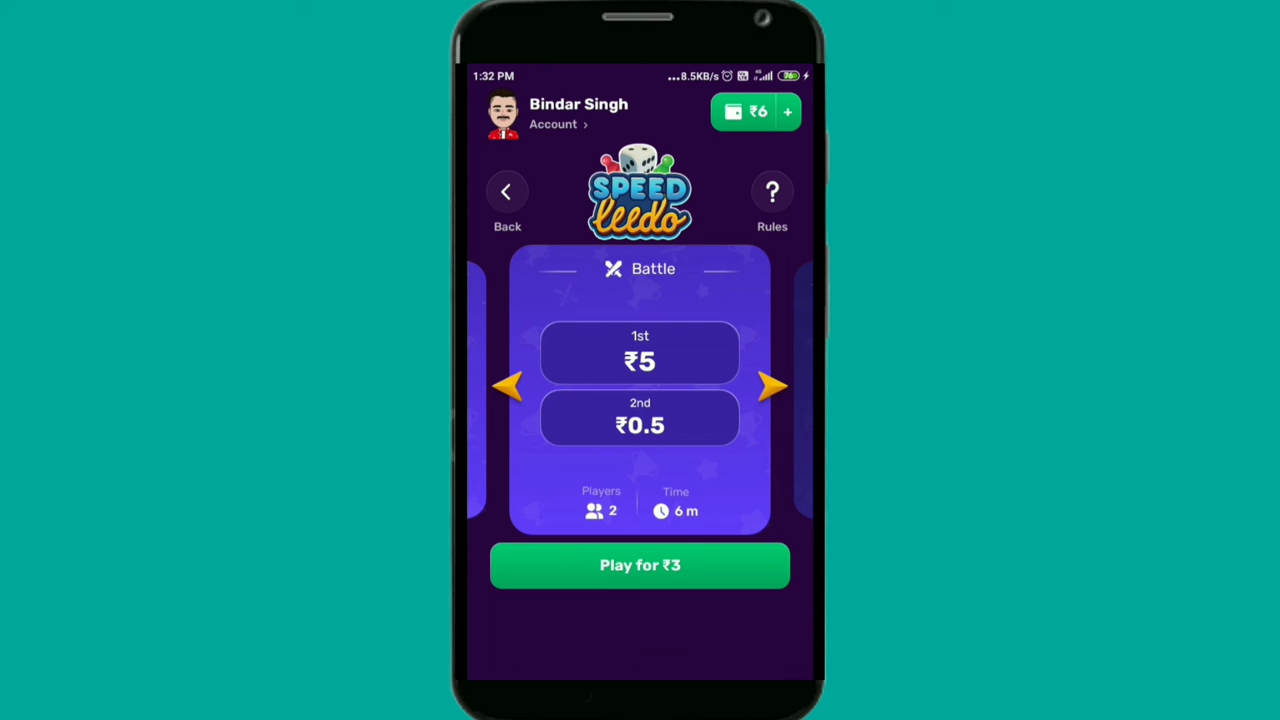 1:32 PM
...8.5KB/s 4G 76
Bindar Singh
Account ›
₹6 +
SPEED
leedo
?
Back
Rules
Battle
1st
₹5
2nd
₹0.5
Players
Time
2
6 m
Play for ₹3